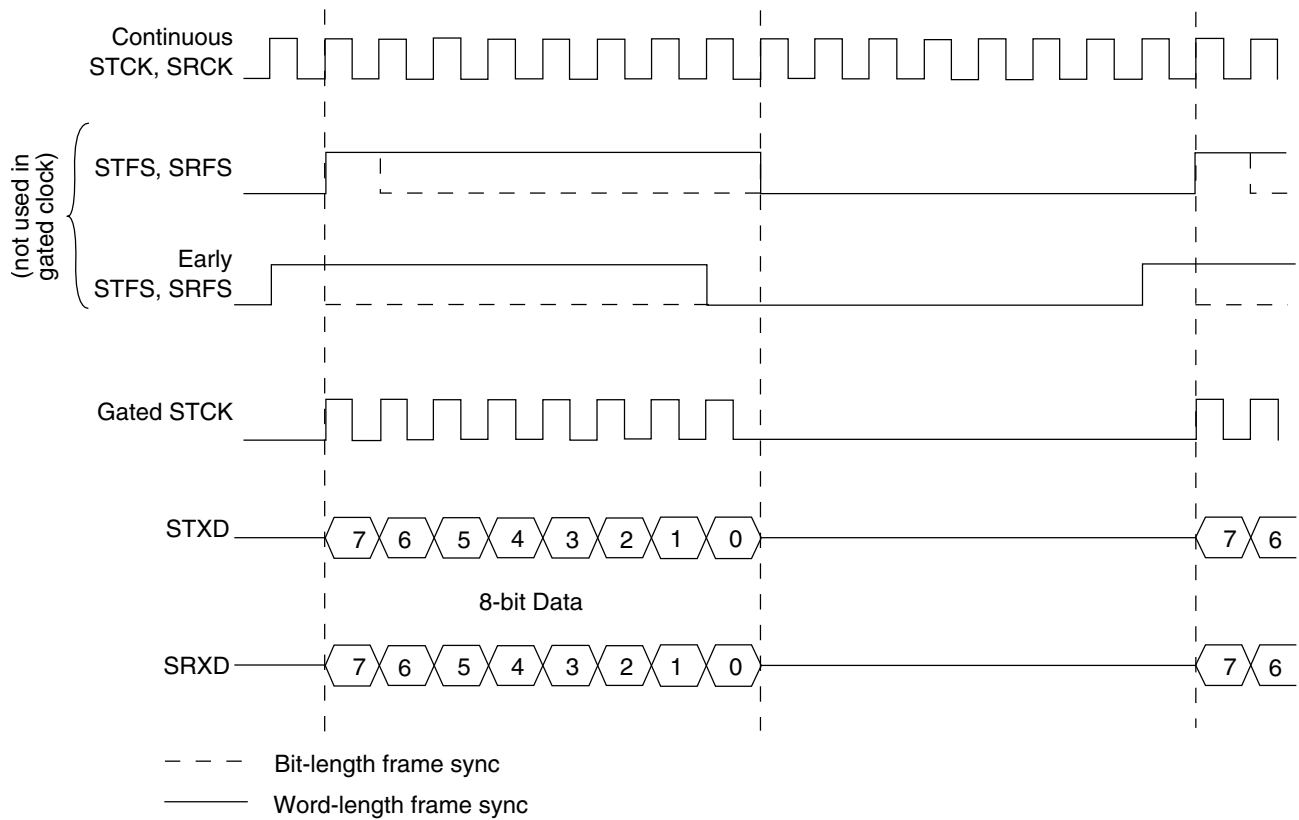 Continuous
STCK, SRCK
(not used in
gated clock)
STFS, SRFS
Early
STFS, SRFS
Gated STCK
STXD
7 6 5 4 3 2 1 0 7 6
8-bit Data
SRXD
7 6 5 4 3 2 1 0 7 6
Bit-length frame sync
Word-length frame sync